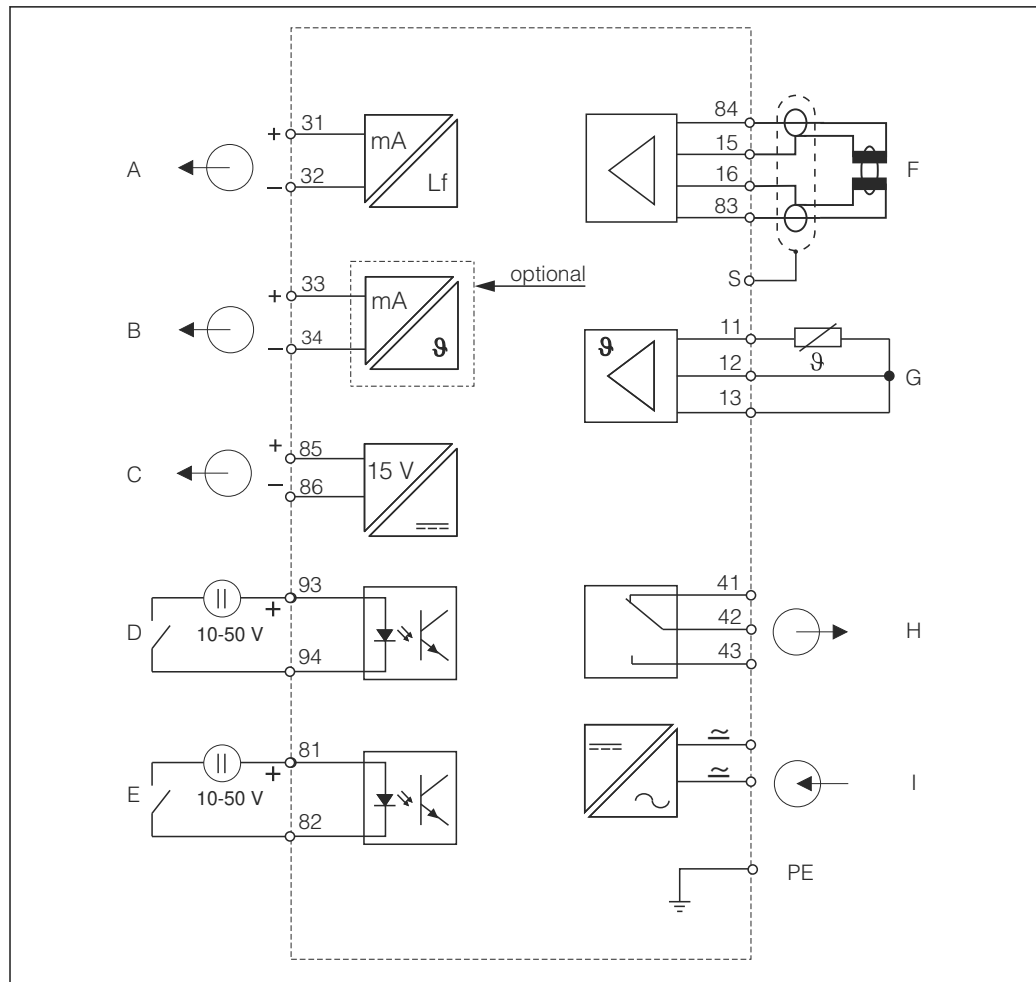 A
+
31
−
32
mA
Lf
B
+
33
−
34
mA
ϑ
optional
C
+
85
−
86
15 V
D
93
+
10-50 V
94
E
81
+
10-50 V
82
84
15
16
83
F
S
ϑ
11
12
13
ϑ
G
41
42
43
H
≃
≃
I
PE